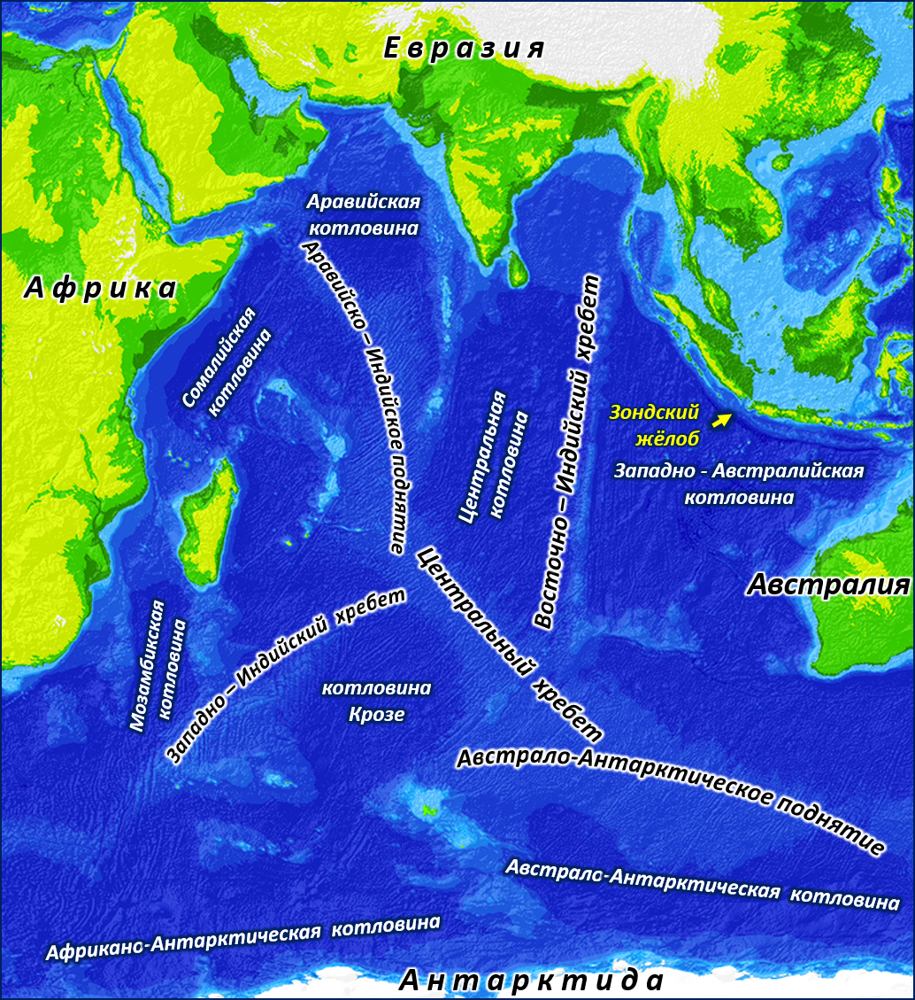 Евразия
Аравийская
котловина
Аравийско – Индийское поднятие
Африка
Сомалийская
котловина
Восточно – Индийский хребет
Центральная
котловина
Зондский
жёлоб
Западно - Австралийская
котловина
Австралия
Центральный хребет
Западно – Индийский хребет
Мозамбикская
котловина
котловина
Крозе
Австрало-Антарктическое поднятие
Австрало-Антарктическая котловина
Африкано-Антарктическая котловина
Антарктида